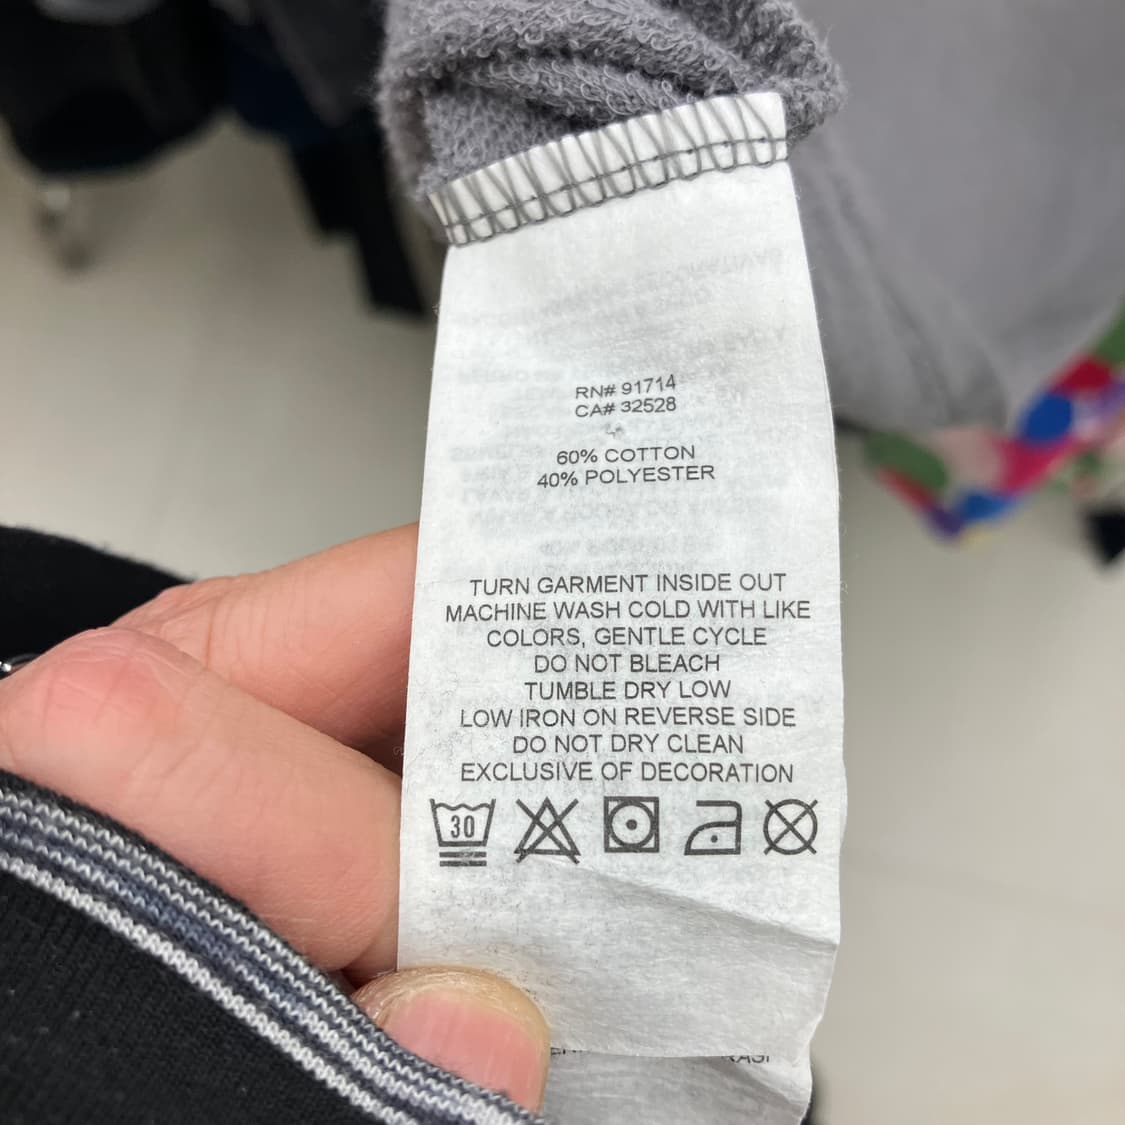 RN# 91714
CA# 32528
60% COTTON
40% POLYESTER
TURN GARMENT INSIDE OUT
MACHINE WASH COLD WITH LIKE
COLORS, GENTLE CYCLE
DO NOT BLEACH
TUMBLE DRY LOW
LOW IRON ON REVERSE SIDE
DO NOT DRY CLEAN
EXCLUSIVE OF DECORATION
30